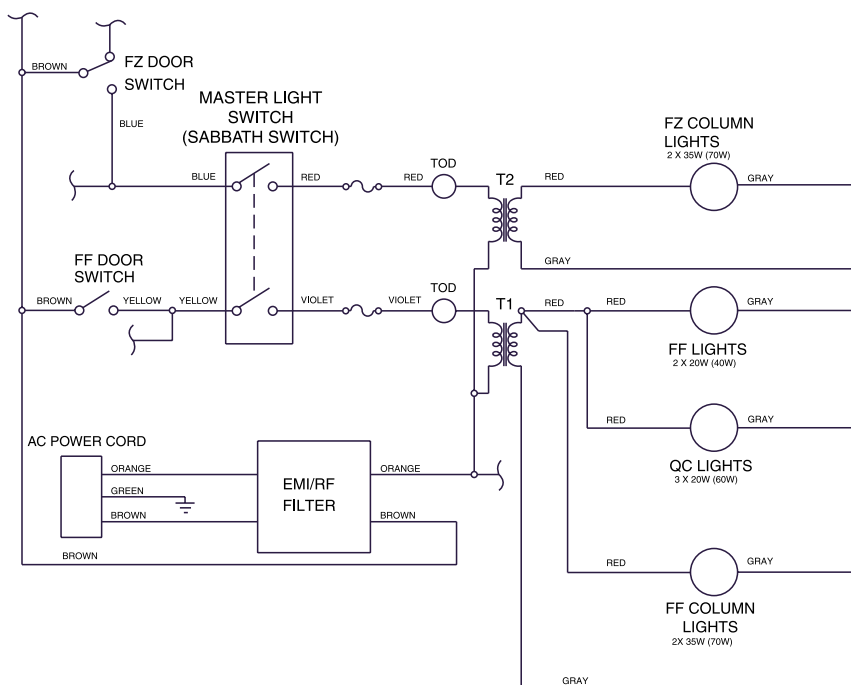 BROWN
FZ DOOR
SWITCH
BLUE
MASTER LIGHT
SWITCH
(SABBATH SWITCH)
BLUE
RED
RED
TOD
T2
RED
FZ COLUMN
LIGHTS
2 X 35W (70W)
GRAY
GRAY
FF DOOR
SWITCH
BROWN
YELLOW
YELLOW
VIOLET
VIOLET
TOD
T1
RED
RED
GRAY
FF LIGHTS
2 X 20W (40W)
RED
GRAY
QC LIGHTS
3 X 20W (60W)
AC POWER CORD
ORANGE
GREEN
BROWN
EMI/RF
FILTER
ORANGE
BROWN
BROWN
RED
GRAY
FF COLUMN
LIGHTS
2X 35W (70W)
GRAY